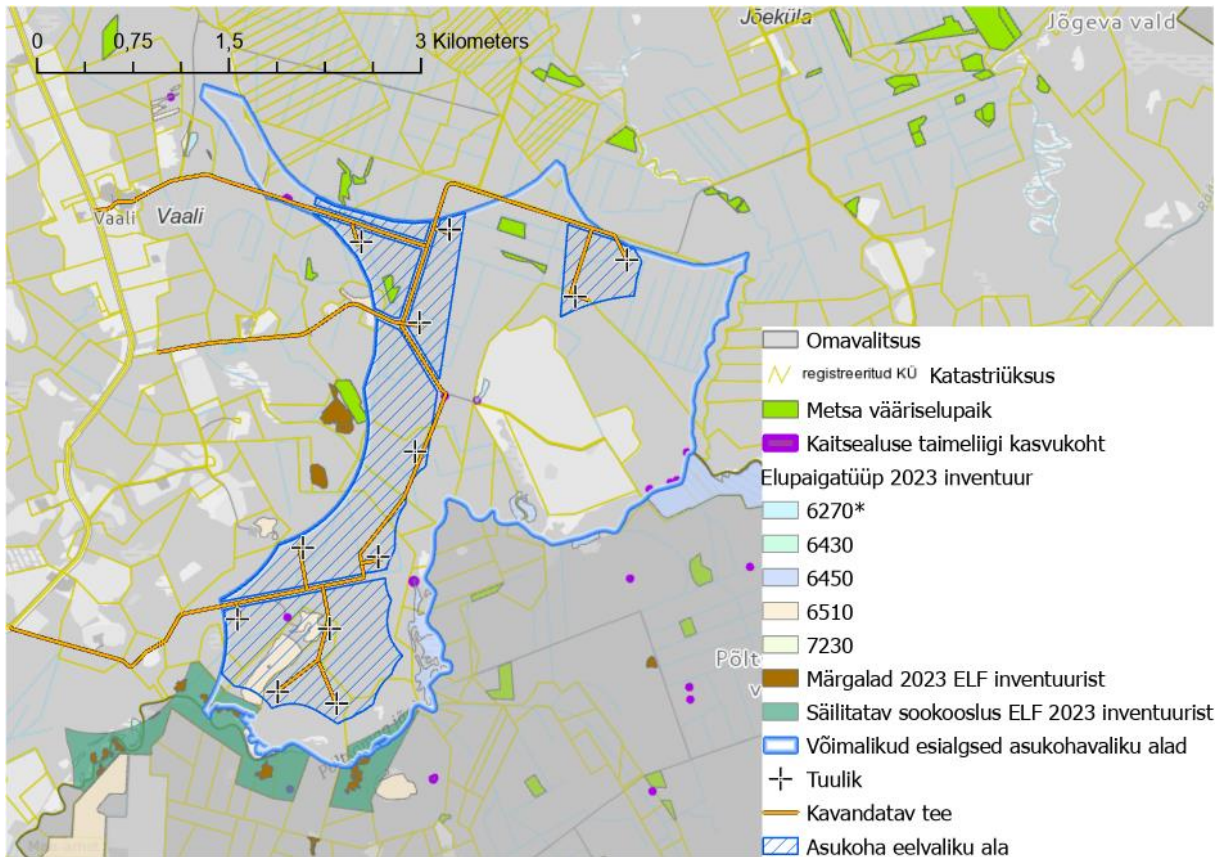 0 0,75 1,5 3 Kilometers
Jõeküla
Jõgeva vald
Vaali Vaali
Omavalitsus
registreeritud KÜ Katastriüksus
Metsa vääriselupaik
Kaitsealuse taimeliigi kasvukoht
Elupaigatüüp 2023 inventuur
6270*
6430
6450
6510
7230
Märgalad 2023 ELF inventuurist
Säilitatav sookooslus ELF 2023 inventuurist
Võimalikud esialgsed asukohavaliku alad
Tuulik
Kavandatav tee
Asukoha eelvaliku ala
Põlts
v